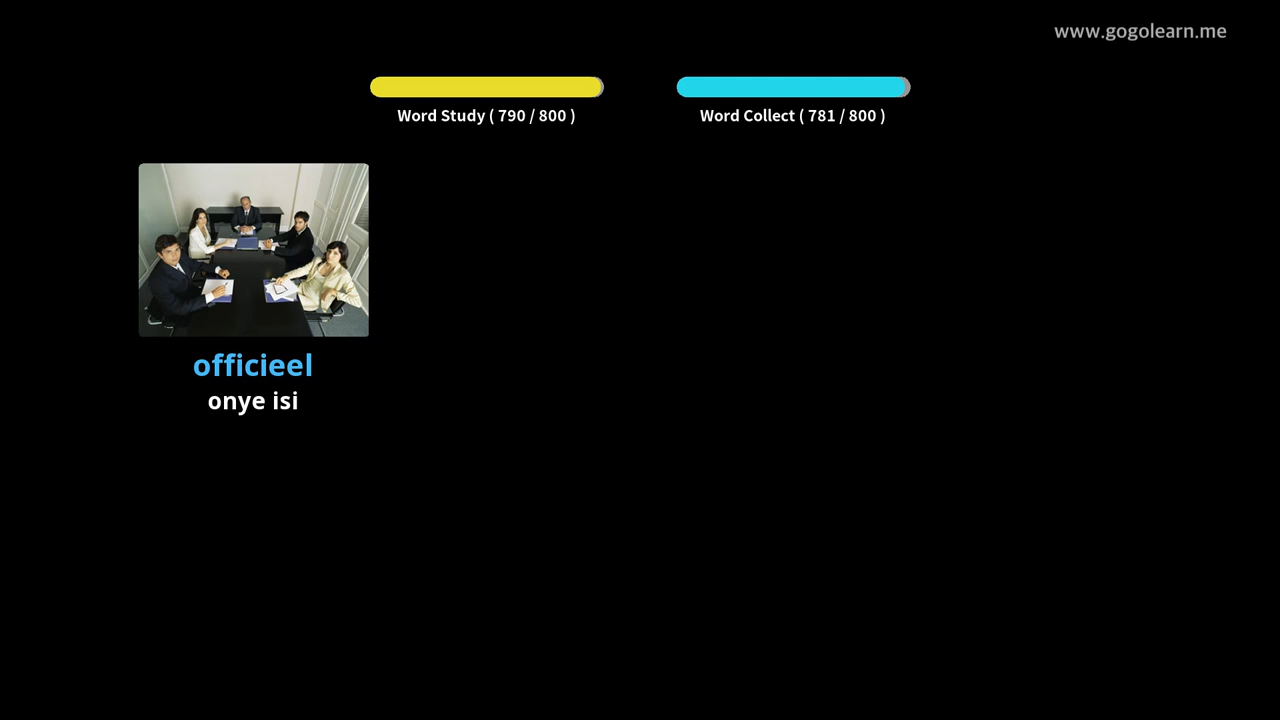 www.gogolearn.me
Word Study ( 790 / 800 )
Word Collect ( 781 / 800 )
officieel
onye isi